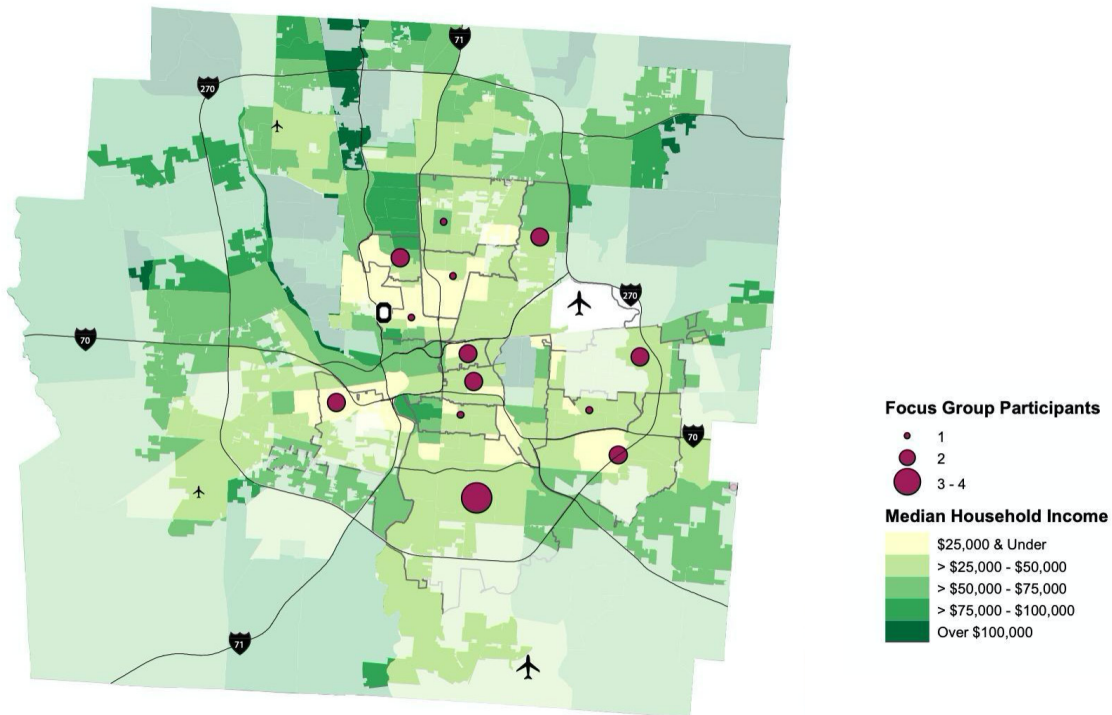 71
270
270
70
70
71
Focus Group Participants
1
2
3 - 4
Median Household Income
$25,000 & Under
> $25,000 - $50,000
> $50,000 - $75,000
> $75,000 - $100,000
Over $100,000